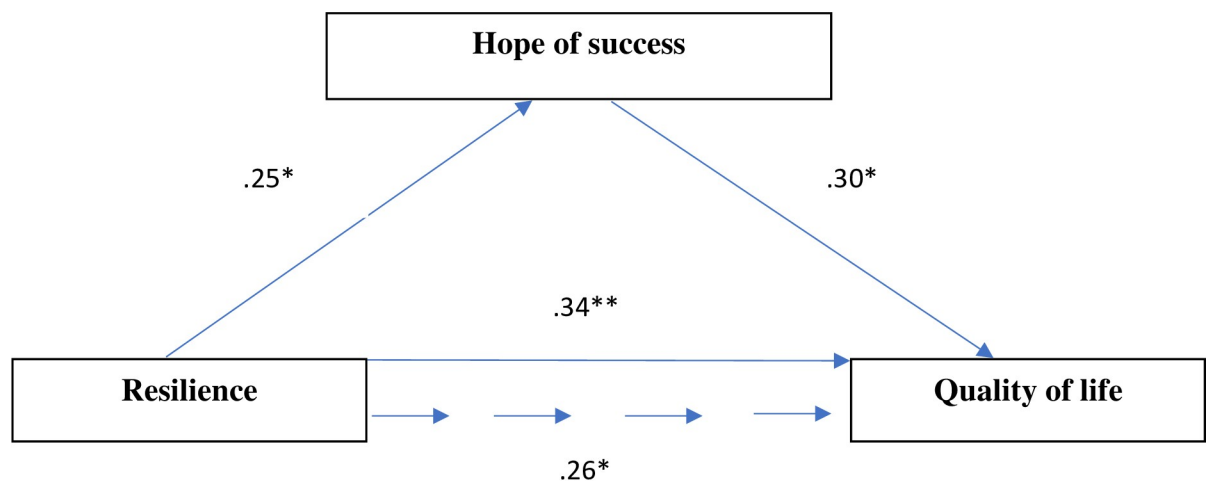 Hope of success
.25*
.30*
.34**
Resilience
Quality of life
.26*